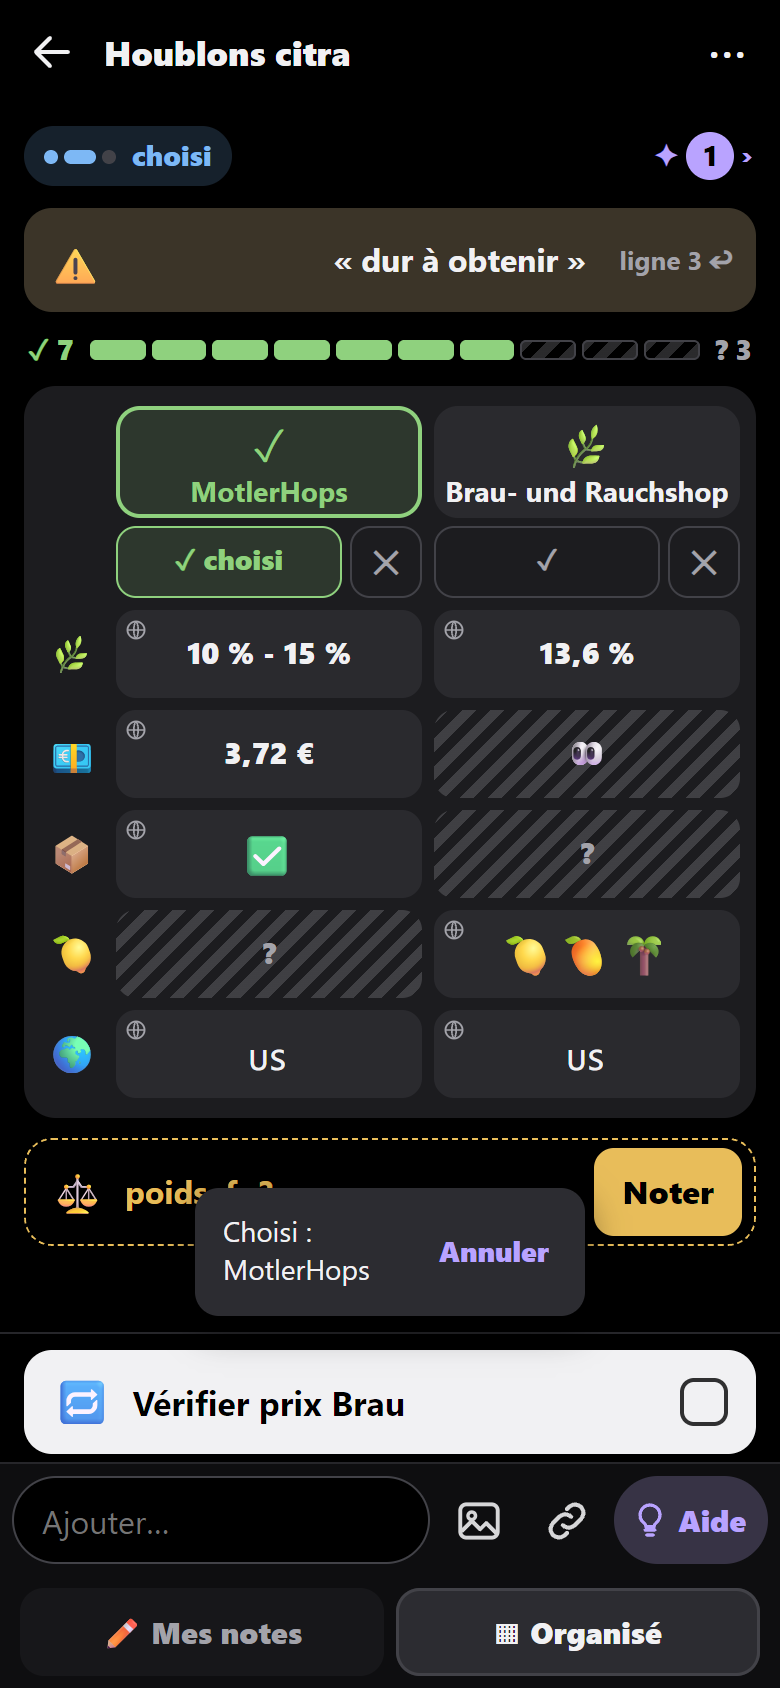 Houblons citra
choisi
1
« dur à obtenir »
ligne 3
✓ 7
? 3
MotlerHops
Brau- und Rauchshop
✓ choisi
10 % - 15 %
13,6 %
3,72 €
?
?
US
US
poids
Noter
Choisi :
MotlerHops
Annuler
Vérifier prix Brau
Ajouter...
Aide
Mes notes
Organisé